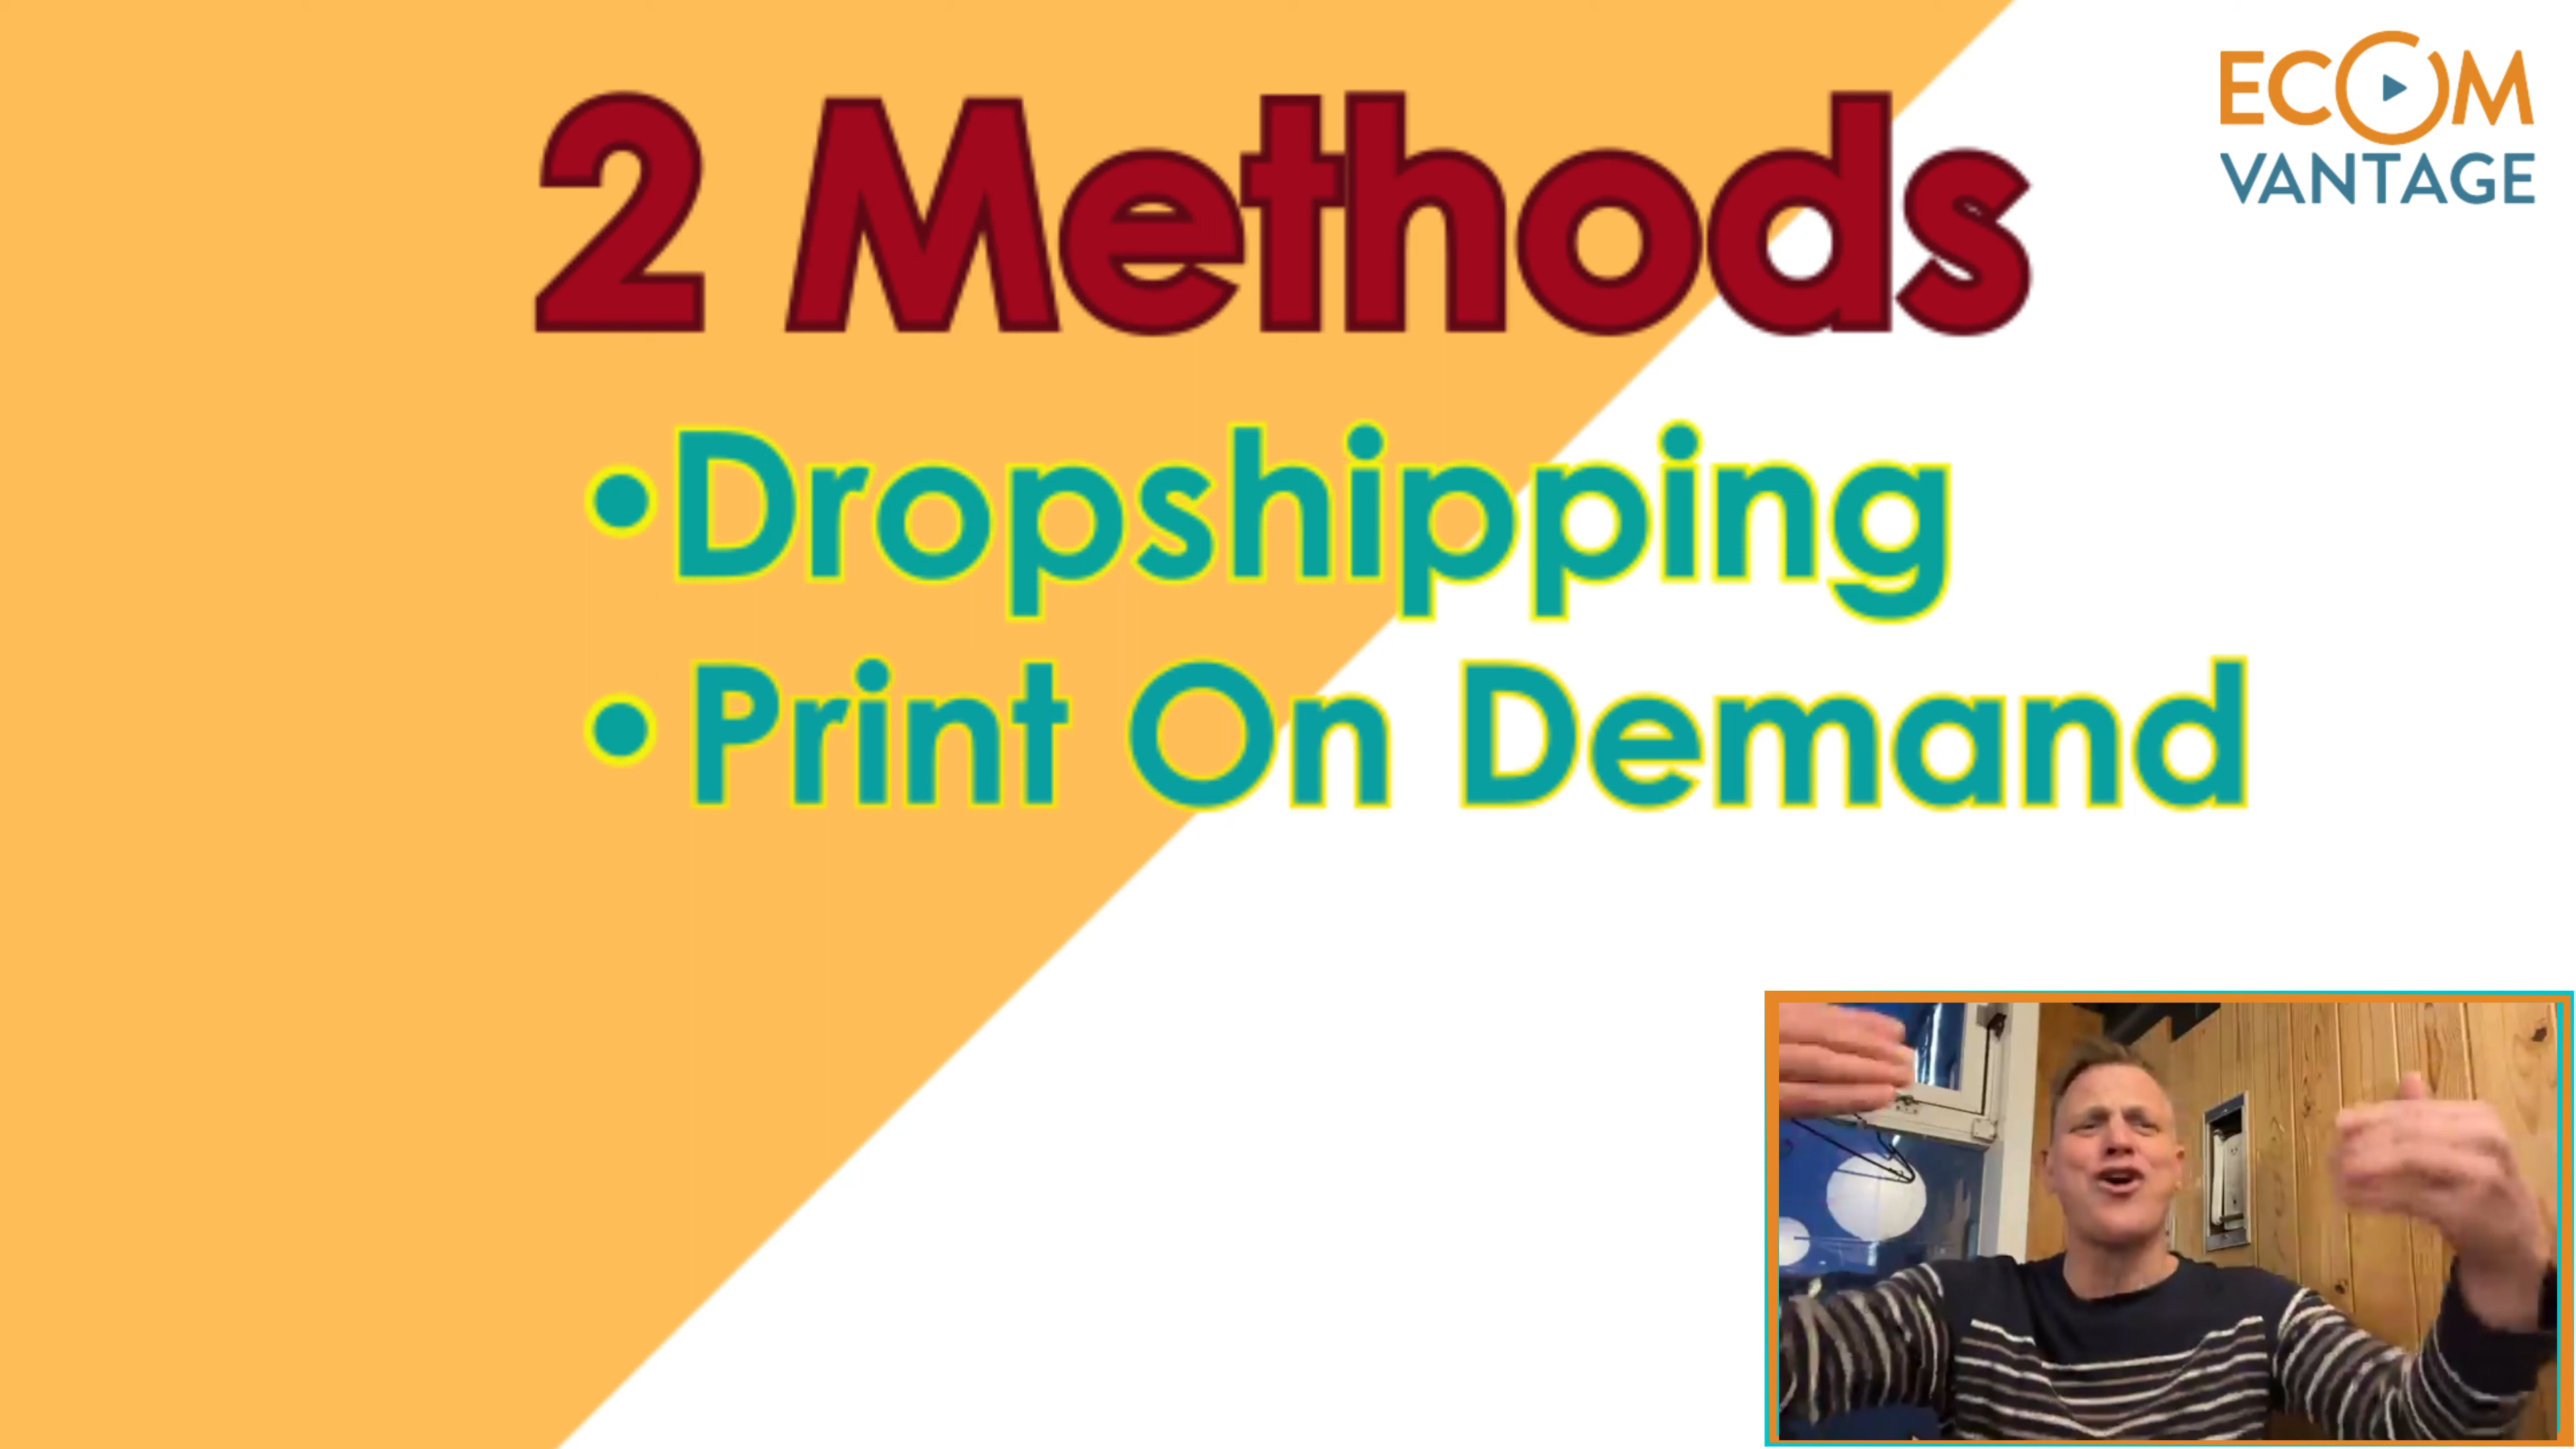 2 Methods
•Dropshipping
•Print On Demand
ECOM
VANTAGE